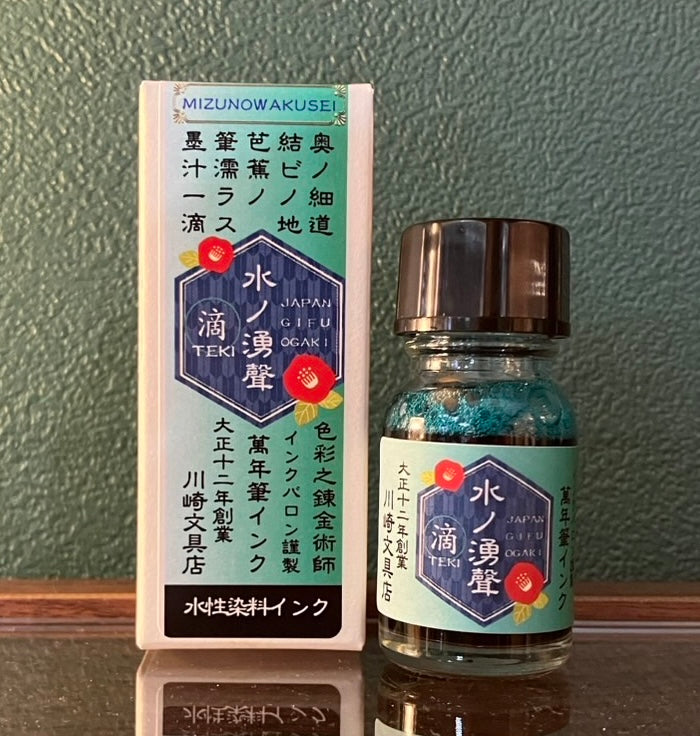 MIZUNOWAKUSEI
奥ノ細道
結ビノ地
芭蕉ノ
筆濡ラス
墨汁一滴
水ノ湧聲
滴
TEKI
JAPAN
GIFU
OGAKI
色彩之錬金術師
インクバロン謹製
萬年筆インク
大正十二年創業
川崎文具店
水性染料インク
萬年筆インク
水ノ湧聲
滴
TEKI
JAPAN
GIFU
OGAKI
大正十二年創業
川崎文具店